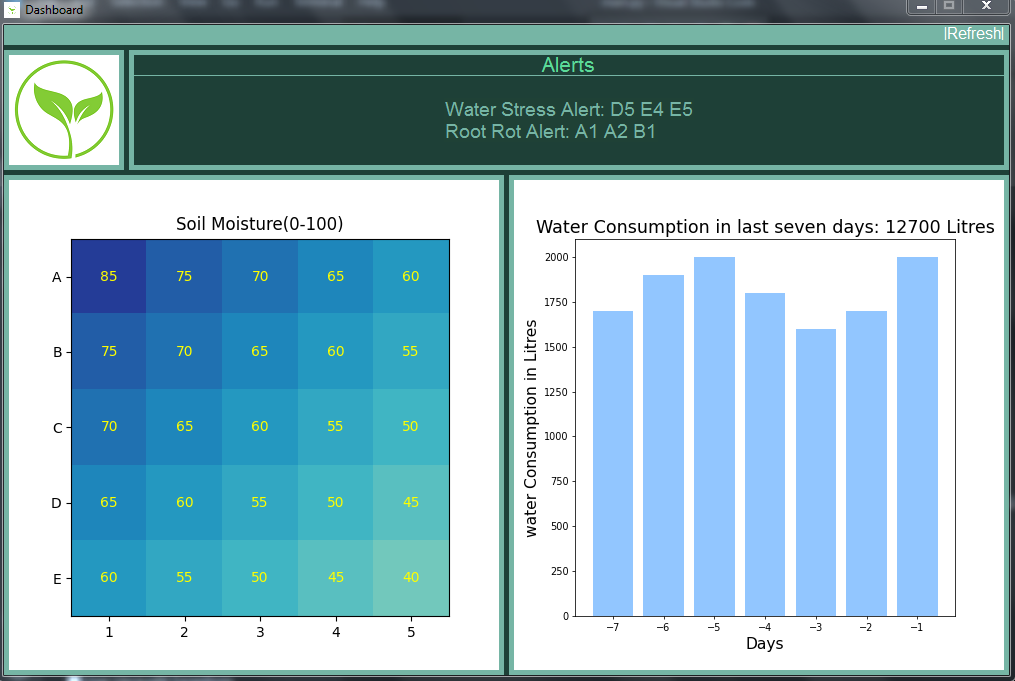 Dashboard
|Refresh|
Alerts
Water Stress Alert: D5 E4 E5
Root Rot Alert: A1 A2 B1
Soil Moisture(0-100)
A 85 75 70 65 60
B 75 70 65 60 55
C 70 65 60 55 50
D 65 60 55 50 45
E 60 55 50 45 40
1 2 3 4 5
Water Consumption in last seven days: 12700 Litres
water Consumption in Litres
2000
1750
1500
1250
1000
750
500
250
0
−7 −6 −5 −4 −3 −2 −1
Days